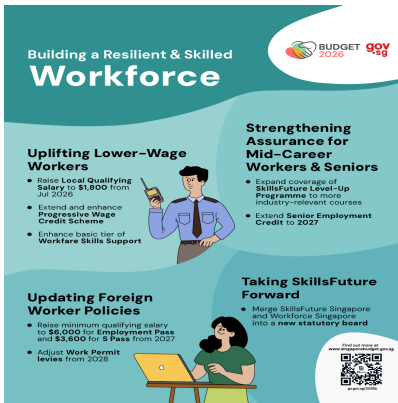 Building a Resilient & Skilled
Workforce
BUDGET
2026
gov
.sg
Uplifting Lower-Wage
Workers
• Raise Local Qualifying
Salary to $1,800 from
Jul 2026
• Extend and enhance
Progressive Wage
Credit Scheme
• Enhance basic tier of
Workfare Skills Support
Strengthening
Assurance for
Mid-Career
Workers & Seniors
• Expand coverage of
SkillsFuture Level-Up
Programme to more
industry-relevant courses
• Extend Senior Employment
Credit to 2027
Updating Foreign
Worker Policies
• Raise minimum qualifying salary
to $6,000 for Employment Pass
and $3,600 for S Pass from 2027
• Adjust Work Permit
levies from 2028
Taking SkillsFuture
Forward
• Merge SkillsFuture Singapore
and Workforce Singapore
into a new statutory board
Find out more at
www.singaporebudget.gov.sg